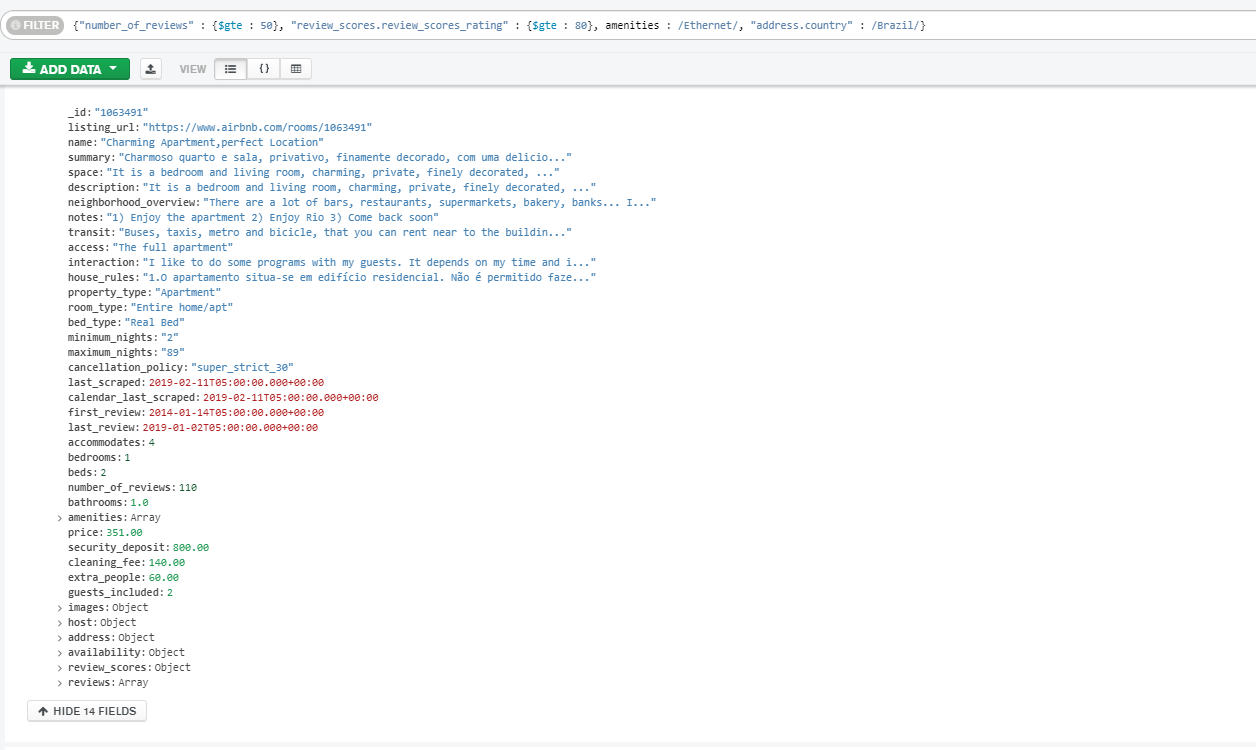 FILTER {"number_of_reviews" : {$gte : 50}, "review_scores.review_scores_rating" : {$gte : 80}, amenities : /Ethernet/, "address.country" : /Brazil/}
ADD DATA VIEW { }
_id: "1063491"
listing_url: "https://www.airbnb.com/rooms/1063491"
name: "Charming Apartment,perfect Location"
summary: "Charmoso quarto e sala, privativo, finamente decorado, com uma delicio..."
space: "It is a bedroom and living room, charming, private, finely decorated, ..."
description: "It is a bedroom and living room, charming, private, finely decorated, ..."
neighborhood_overview: "There are a lot of bars, restaurants, supermarkets, bakery, banks... I..."
notes: "1) Enjoy the apartment 2) Enjoy Rio 3) Come back soon"
transit: "Buses, taxis, metro and bicicle, that you can rent near to the buildin..."
access: "The full apartment"
interaction: "I like to do some programs with my guests. It depends on my time and i..."
house_rules: "1.O apartamento situa-se em edifício residencial. Não é permitido faze..."
property_type: "Apartment"
room_type: "Entire home/apt"
bed_type: "Real Bed"
minimum_nights: "2"
maximum_nights: "89"
cancellation_policy: "super_strict_30"
last_scraped: 2019-02-11T05:00:00.000+00:00
calendar_last_scraped: 2019-02-11T05:00:00.000+00:00
first_review: 2014-01-14T05:00:00.000+00:00
last_review: 2019-01-02T05:00:00.000+00:00
accommodates: 4
bedrooms: 1
beds: 2
number_of_reviews: 110
bathrooms: 1.0
> amenities: Array
price: 351.00
security_deposit: 800.00
cleaning_fee: 140.00
extra_people: 60.00
guests_included: 2
> images: Object
> host: Object
> address: Object
> availability: Object
> review_scores: Object
> reviews: Array
HIDE 14 FIELDS